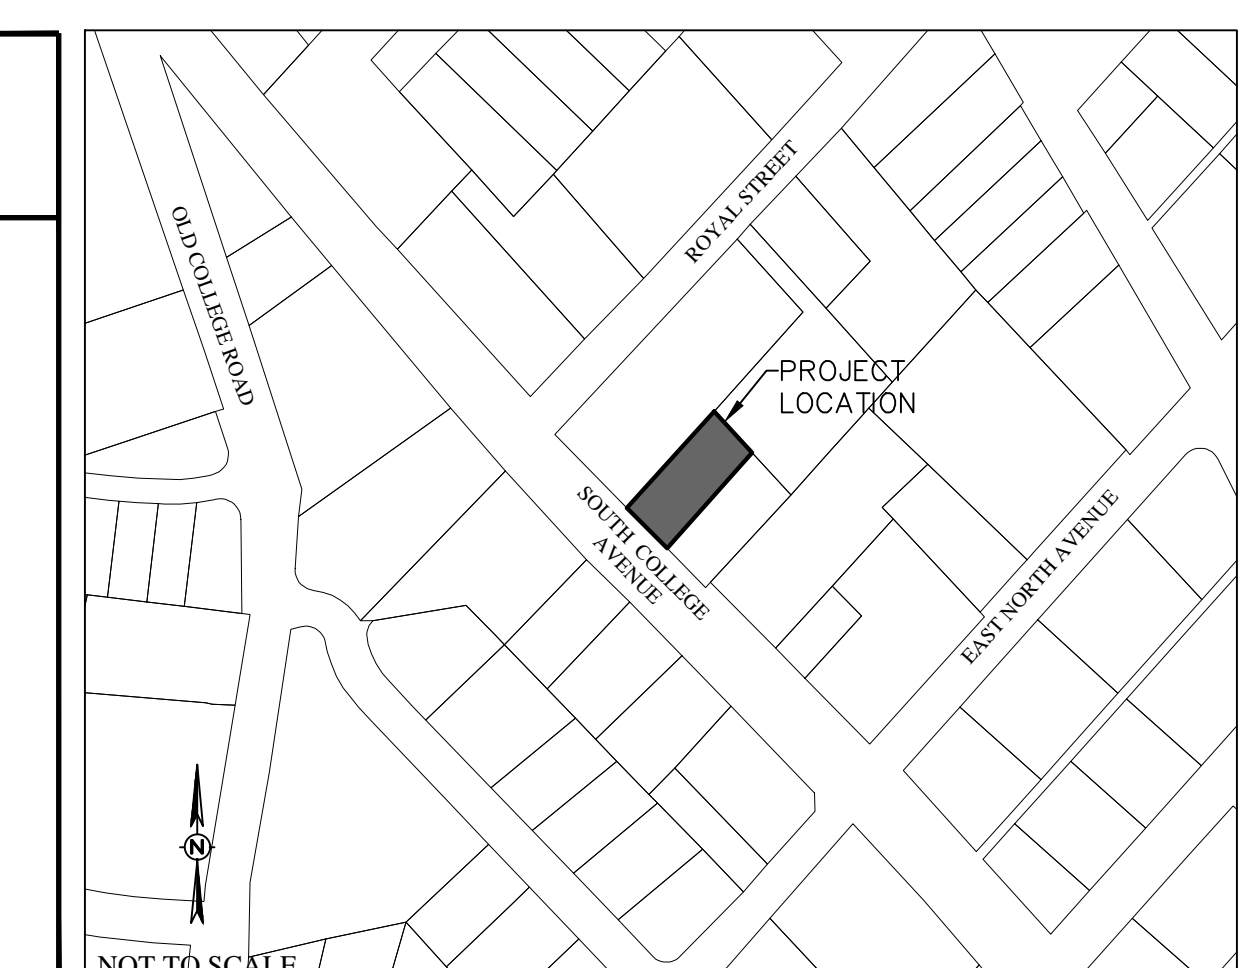 ROYAL STREET
OLD COLLEGE ROAD
PROJECT
LOCATION
SOUTH COLLEGE
AVENUE
EAST NORTH AVENUE
N
NOT TO SCALE